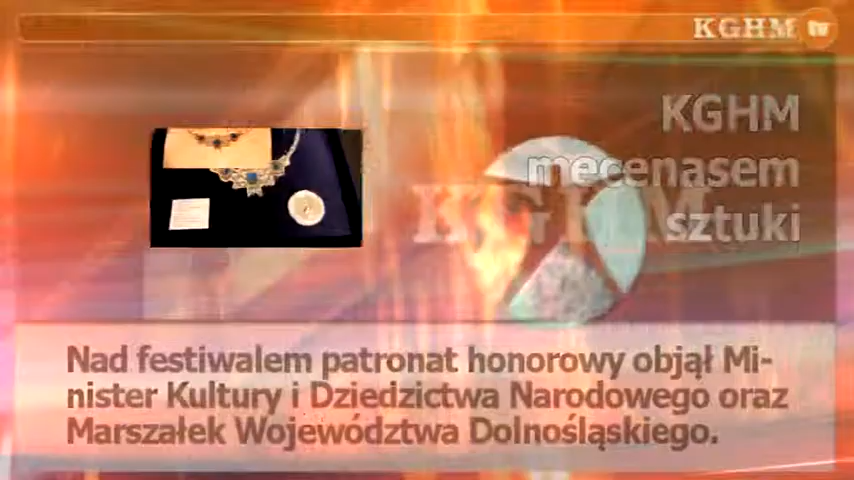 KGHM tv
KGHM
mecenasem
sztuki
KGHM
Nad festiwalem patronat honorowy objął Mi-
nister Kultury i Dziedzictwa Narodowego oraz
Marszałek Województwa Dolnośląskiego.